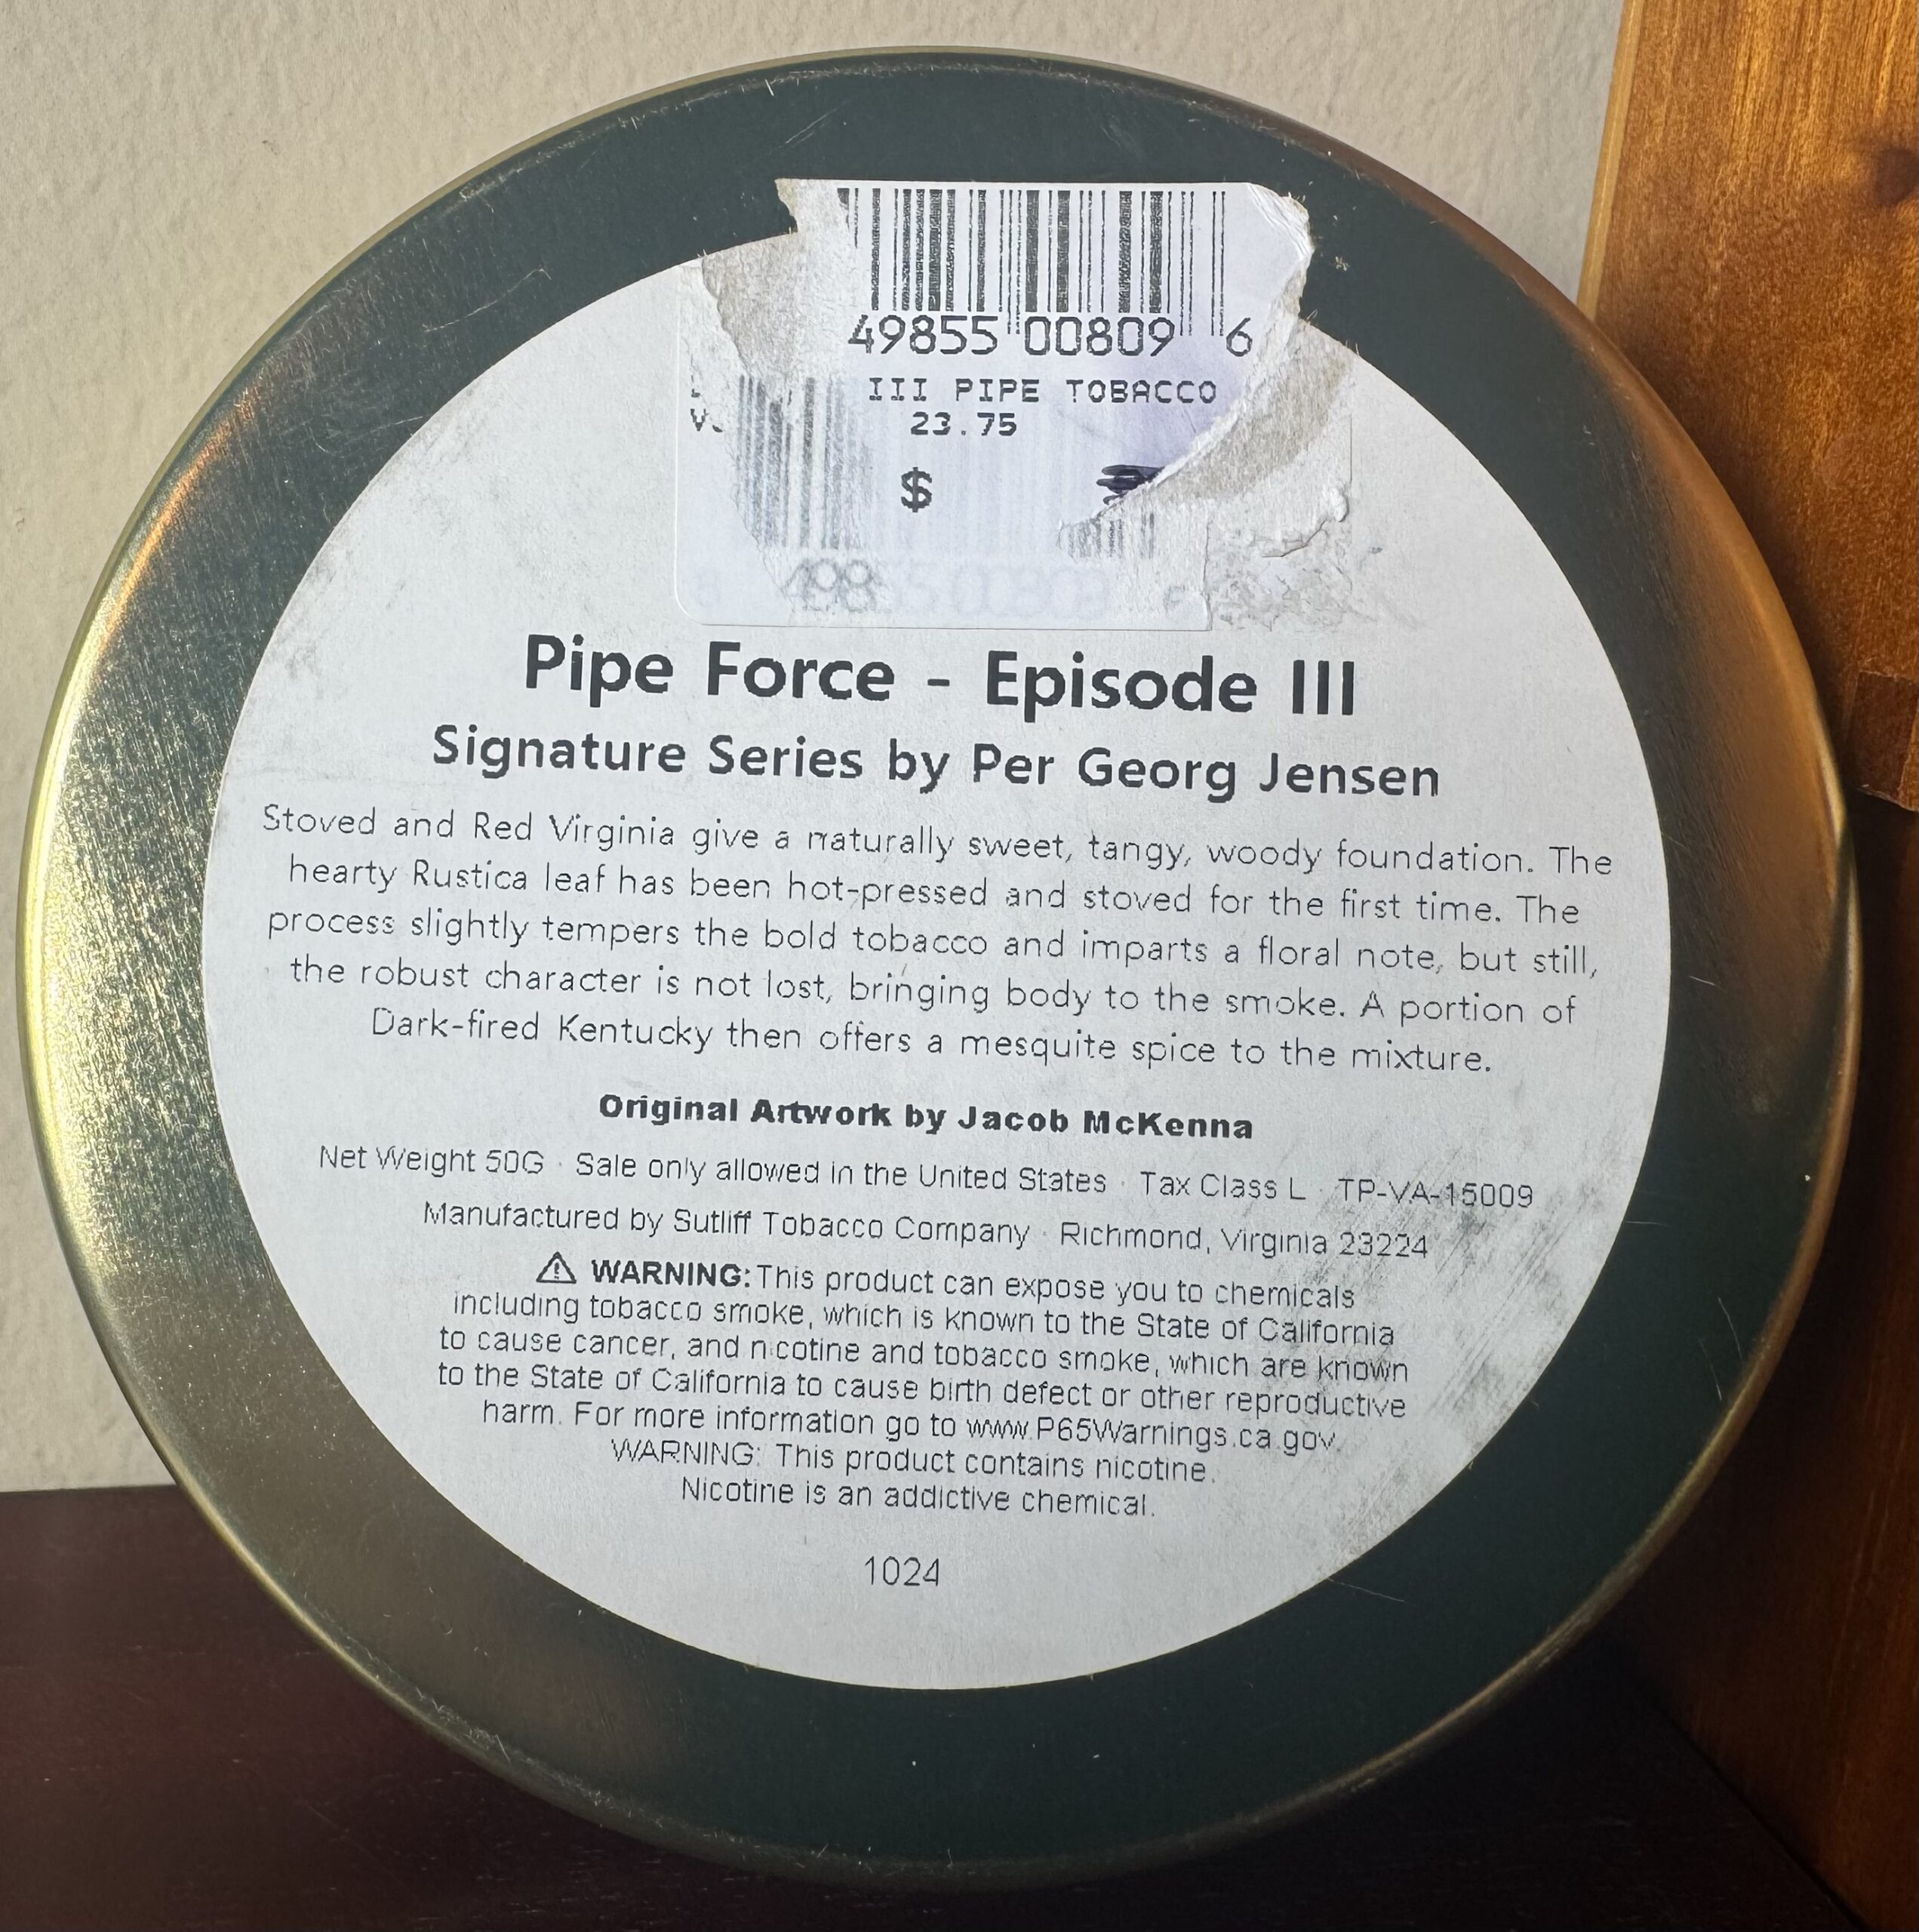 49855 00809 6
III PIPE TOBACCO
23.75
$
8 49855 00809
Pipe Force - Episode III
Signature Series by Per Georg Jensen
Stoved and Red Virginia give a naturally sweet, tangy, woody foundation. The
hearty Rustica leaf has been hot-pressed and stoved for the first time. The
process slightly tempers the bold tobacco and imparts a floral note, but still,
the robust character is not lost, bringing body to the smoke. A portion of
Dark-fired Kentucky then offers a mesquite spice to the mixture.
Original Artwork by Jacob McKenna
Net Weight 50G · Sale only allowed in the United States · Tax Class L · TP-VA-15009
Manufactured by Sutliff Tobacco Company · Richmond, Virginia 23224
⚠ WARNING: This product can expose you to chemicals
including tobacco smoke, which is known to the State of California
to cause cancer, and nicotine and tobacco smoke, which are known
to the State of California to cause birth defect or other reproductive
harm. For more information go to www.P65Warnings.ca.gov.
WARNING: This product contains nicotine.
Nicotine is an addictive chemical.
1024